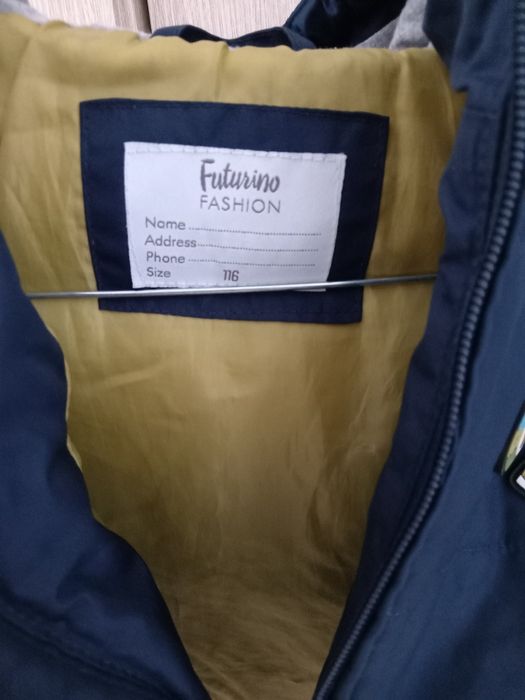 Futurino
FASHION
Name
Address
Phone
Size 116